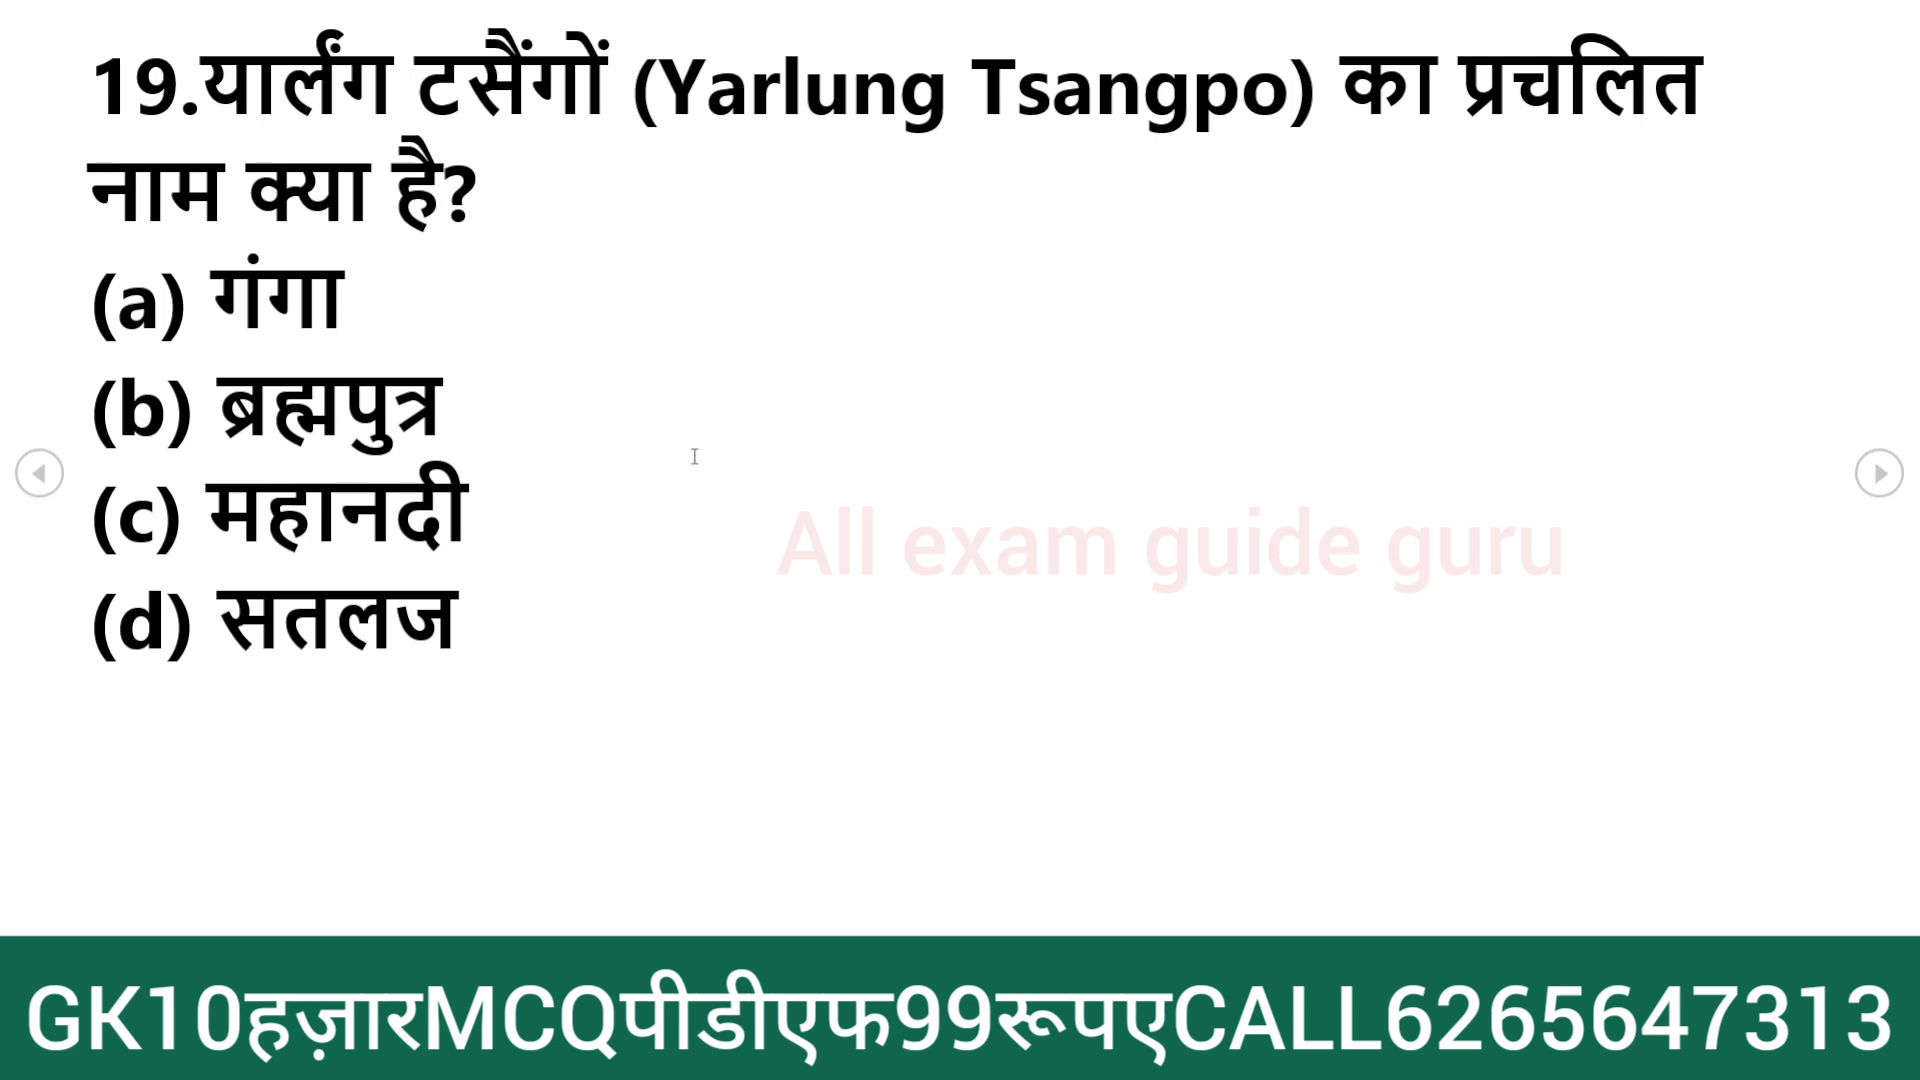 19.यार्लंग टसैंगों (Yarlung Tsangpo) का प्रचलित
नाम क्या है?
(a) गंगा
(b) ब्रह्मपुत्र
(c) महानदी
(d) सतलज
All exam guide guru
GK10हज़ारMCQपीडीएफ99रूपएCALL6265647313